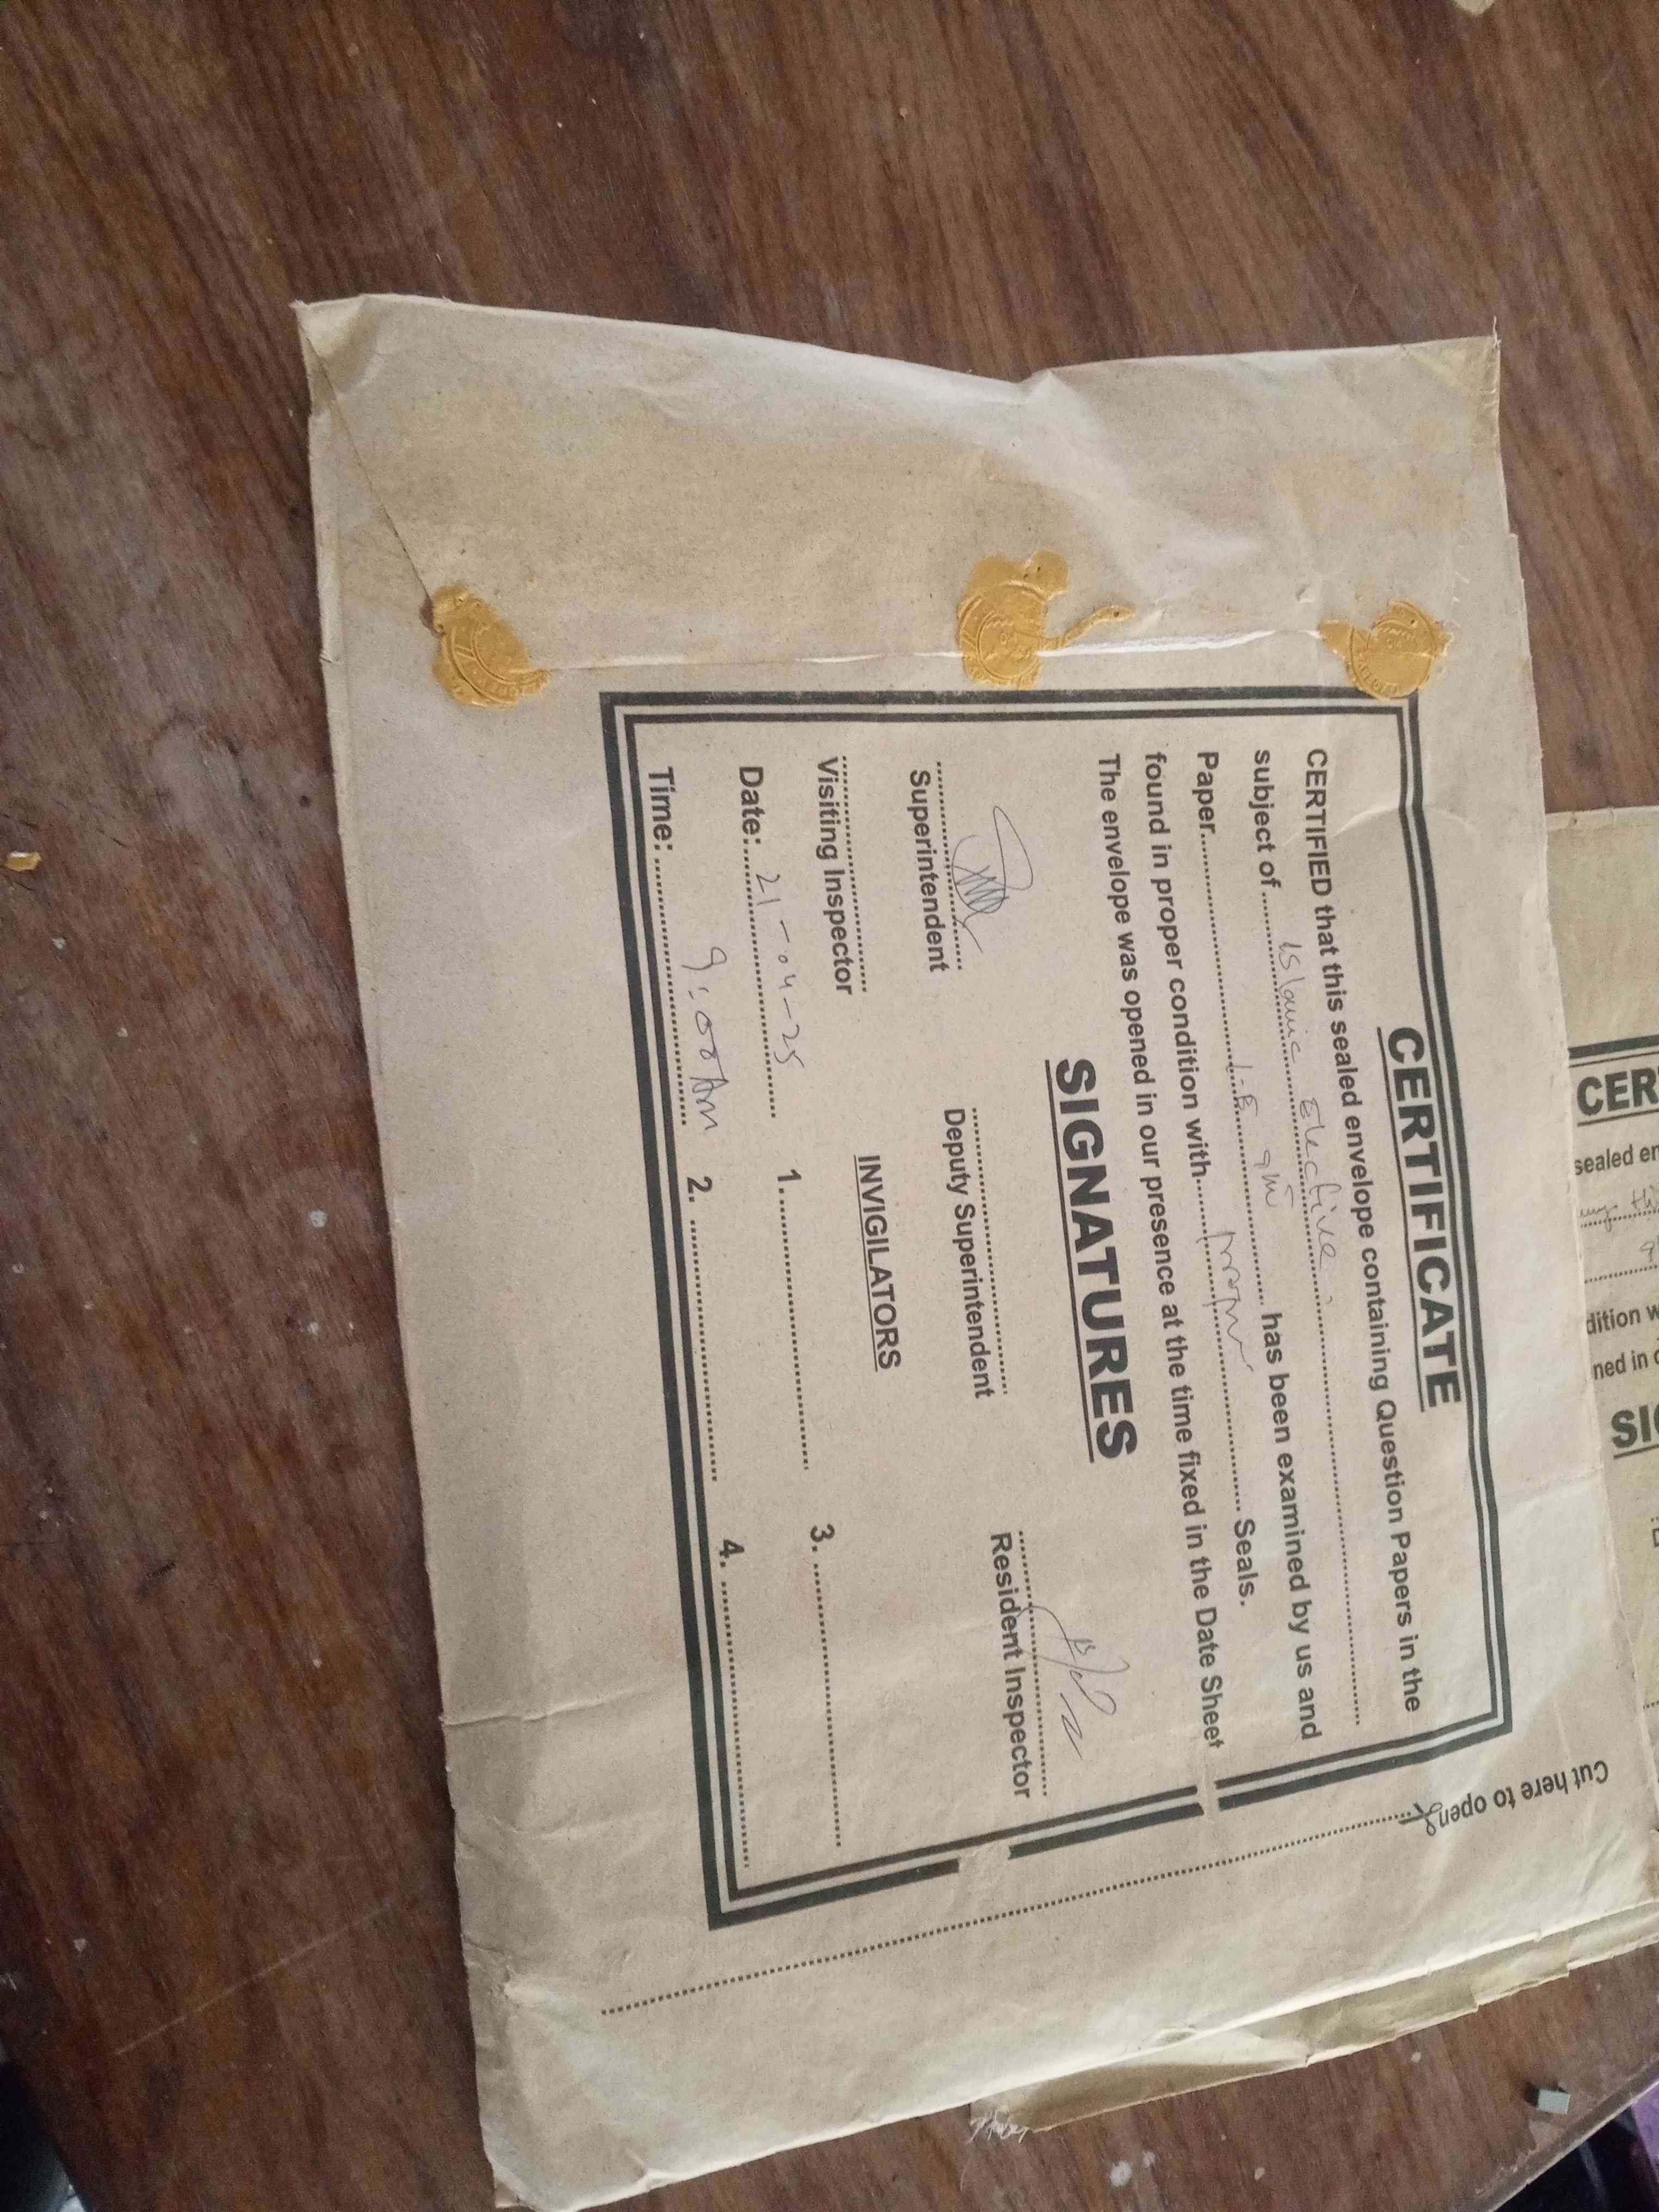 CERTIFICATE
CERTIFIED that this sealed envelope containing Question Papers in the
subject of .......... Islamic Elective ..........
Paper .......... 9th .......... has been examined by us and
found in proper condition with .......... Seals.
The envelope was opened in our presence at the time fixed in the Date Sheet
SIGNATURES
Superintendent
Deputy Superintendent
Resident Inspector
Visiting Inspector
INVIGILATORS
Date: 21-04-25
1. ..........
3. ..........
Time: 9:00 Am
2. ..........
4. ..........
Cut here to open
CER
sealed en
dition w
ned in
SI